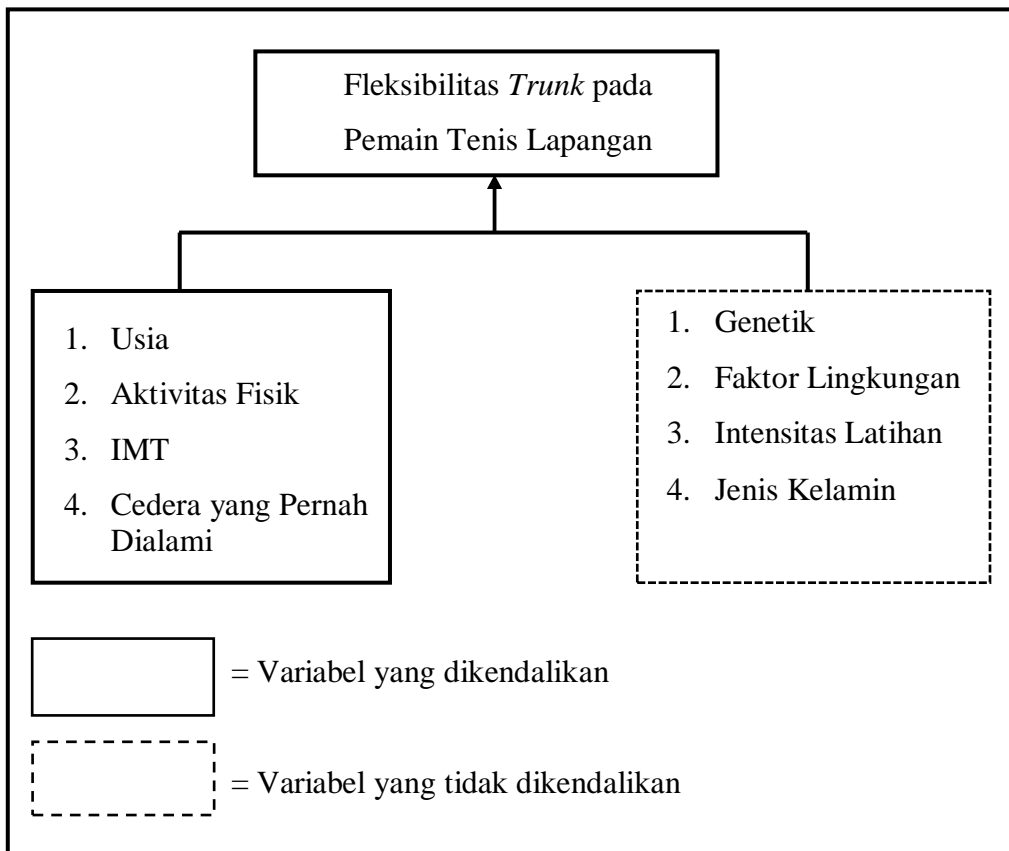 Fleksibilitas Trunk pada
Pemain Tenis Lapangan
1. Usia
2. Aktivitas Fisik
3. IMT
4. Cedera yang Pernah
Dialami
1. Genetik
2. Faktor Lingkungan
3. Intensitas Latihan
4. Jenis Kelamin
= Variabel yang dikendalikan
= Variabel yang tidak dikendalikan